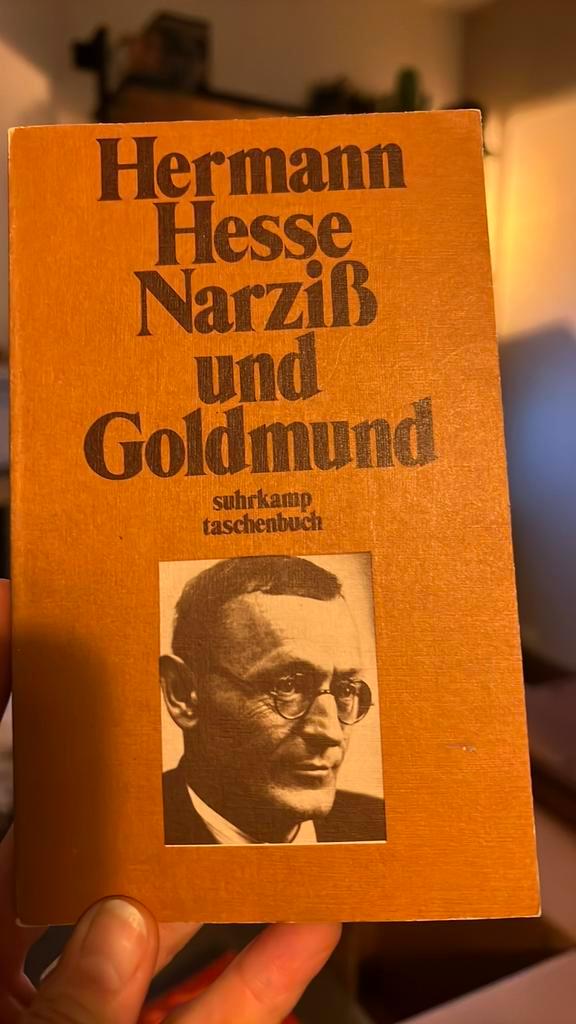 Hermann
Hesse
Narziß
und
Goldmund
suhrkamp
taschenbuch